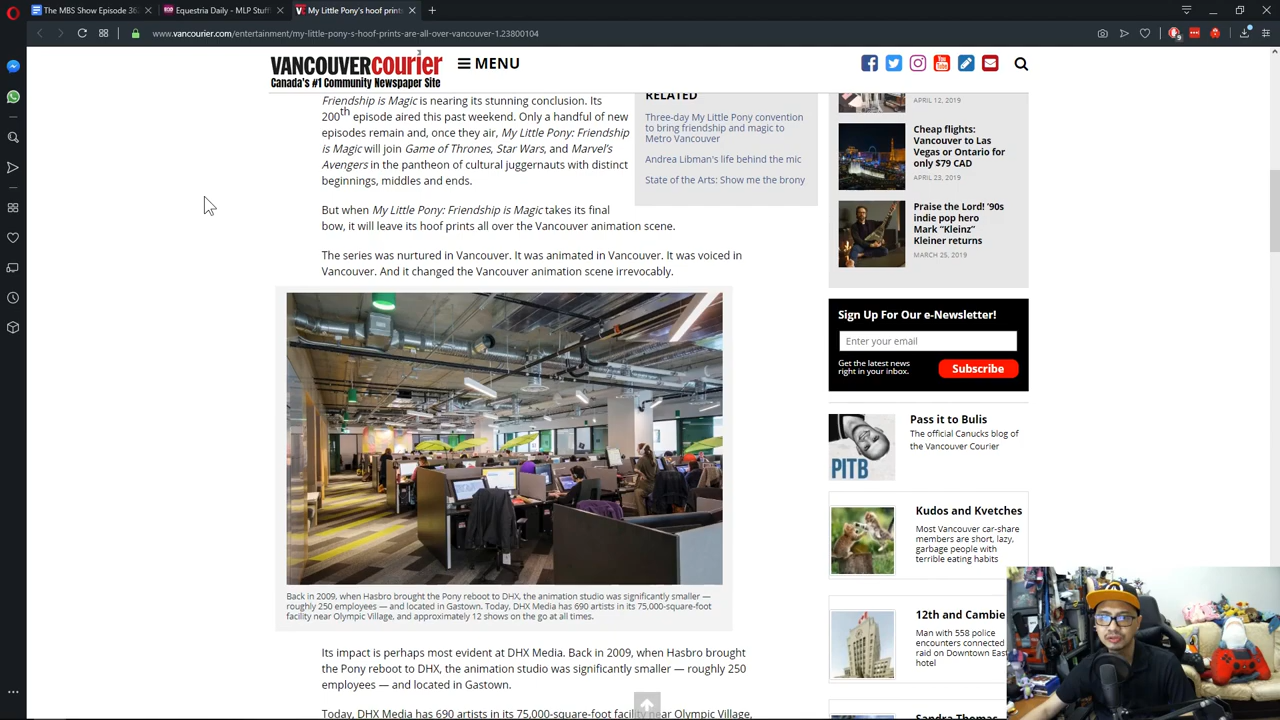 The MBS Show Episode 36
Equestria Daily - MLP Stuff
My Little Pony's hoof prints
www.vancourier.com/entertainment/my-little-pony-s-hoof-prints-are-all-over-vancouver-1.23800104
9
VANCOUVERcourier
Canada's #1 Community Newspaper Site
MENU
Friendship is Magic is nearing its stunning conclusion. Its
200th episode aired this past weekend. Only a handful of new
episodes remain and, once they air, My Little Pony: Friendship
is Magic will join Game of Thrones, Star Wars, and Marvel's
Avengers in the pantheon of cultural juggernauts with distinct
beginnings, middles and ends.
But when My Little Pony: Friendship is Magic takes its final
bow, it will leave its hoof prints all over the Vancouver animation scene.
The series was nurtured in Vancouver. It was animated in Vancouver. It was voiced in
Vancouver. And it changed the Vancouver animation scene irrevocably.
Back in 2009, when Hasbro brought the Pony reboot to DHX, the animation studio was significantly smaller —
roughly 250 employees — and located in Gastown. Today, DHX Media has 690 artists in its 75,000-square-foot
facility near Olympic Village, and approximately 12 shows on the go at all times.
Its impact is perhaps most evident at DHX Media. Back in 2009, when Hasbro brought
the Pony reboot to DHX, the animation studio was significantly smaller — roughly 250
employees — and located in Gastown.
Today, DHX Media has 690 artists in its 75,000-square-foot facility near Olympic Village,
RELATED
Three-day My Little Pony convention
to bring friendship and magic to
Metro Vancouver
Andrea Libman's life behind the mic
State of the Arts: Show me the brony
APRIL 12, 2019
Cheap flights:
Vancouver to Las
Vegas or Ontario for
only $79 CAD
APRIL 23, 2019
Praise the Lord! '90s
indie pop hero
Mark “Kleinz”
Kleiner returns
MARCH 25, 2019
Sign Up For Our e-Newsletter!
Enter your email
Get the latest news
right in your inbox.
Subscribe
PITB
Pass it to Bulis
The official Canucks blog of
the Vancouver Courier
Kudos and Kvetches
Most Vancouver car-share
members are short, lazy,
garbage people with
terrible eating habits
12th and Cambie
Man with 558 police
encounters connected
raid on Downtown East
hotel
Sandra Thomas